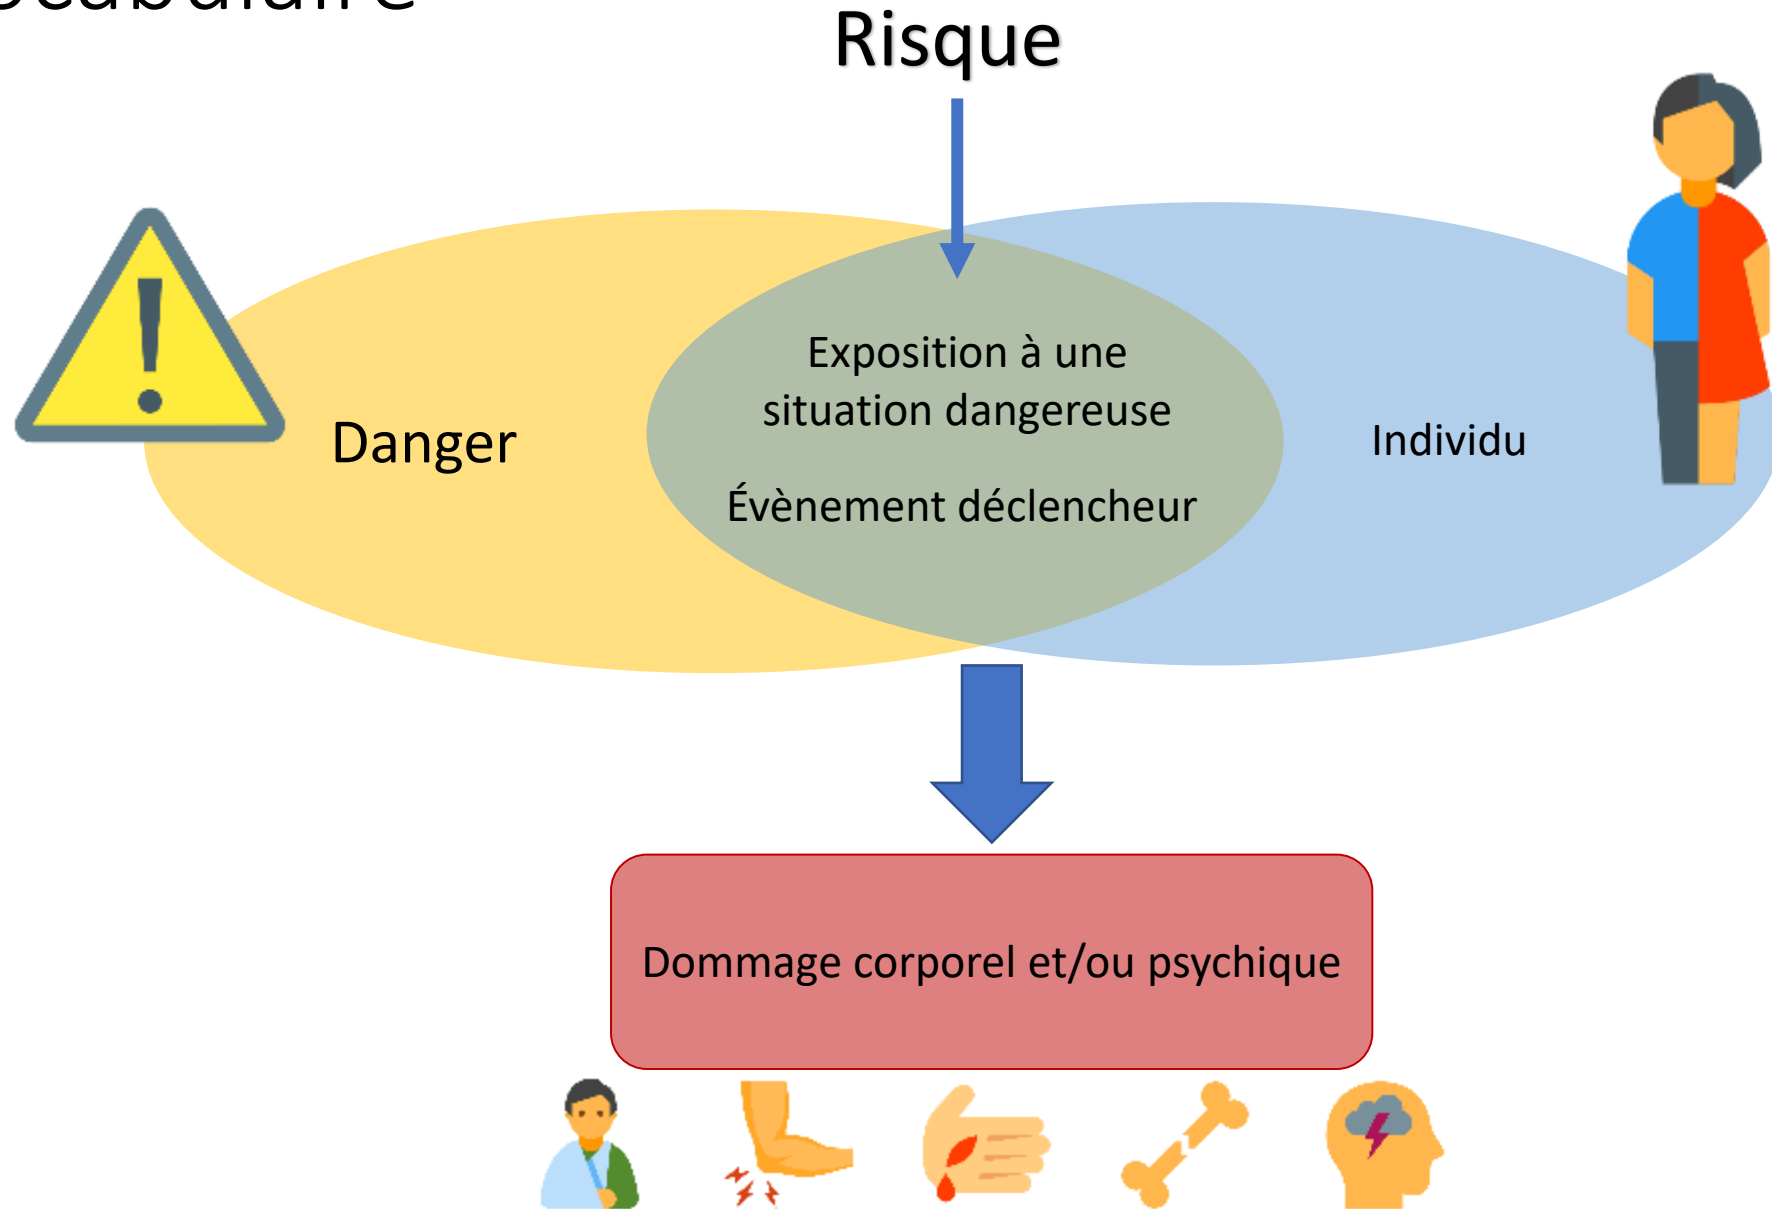 Risque
Exposition à une
situation dangereuse
Danger
Individu
Évènement déclencheur
Dommage corporel et/ou psychique